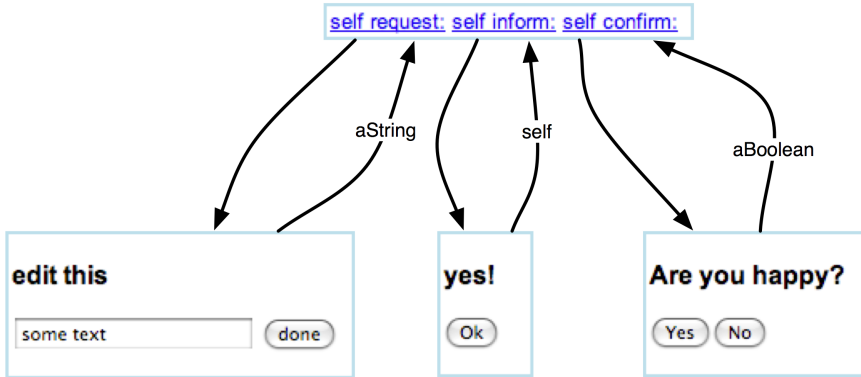 self request: self inform: self confirm:
aString
self
aBoolean
edit this
some text
done
yes!
Ok
Are you happy?
Yes
No